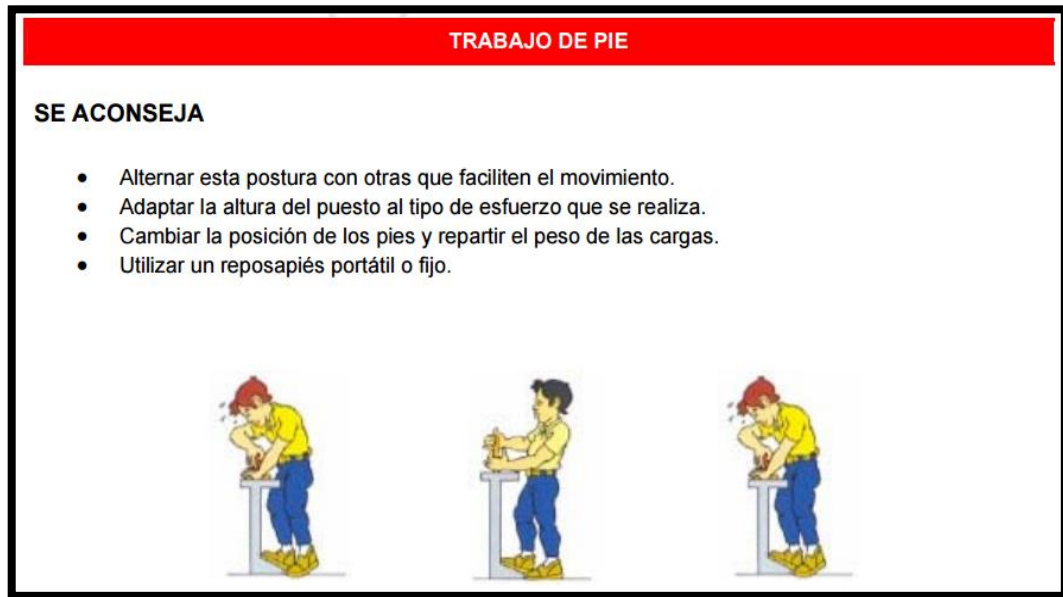 TRABAJO DE PIE
SE ACONSEJA
• Alternar esta postura con otras que faciliten el movimiento.
• Adaptar la altura del puesto al tipo de esfuerzo que se realiza.
• Cambiar la posición de los pies y repartir el peso de las cargas.
• Utilizar un reposapiés portátil o fijo.